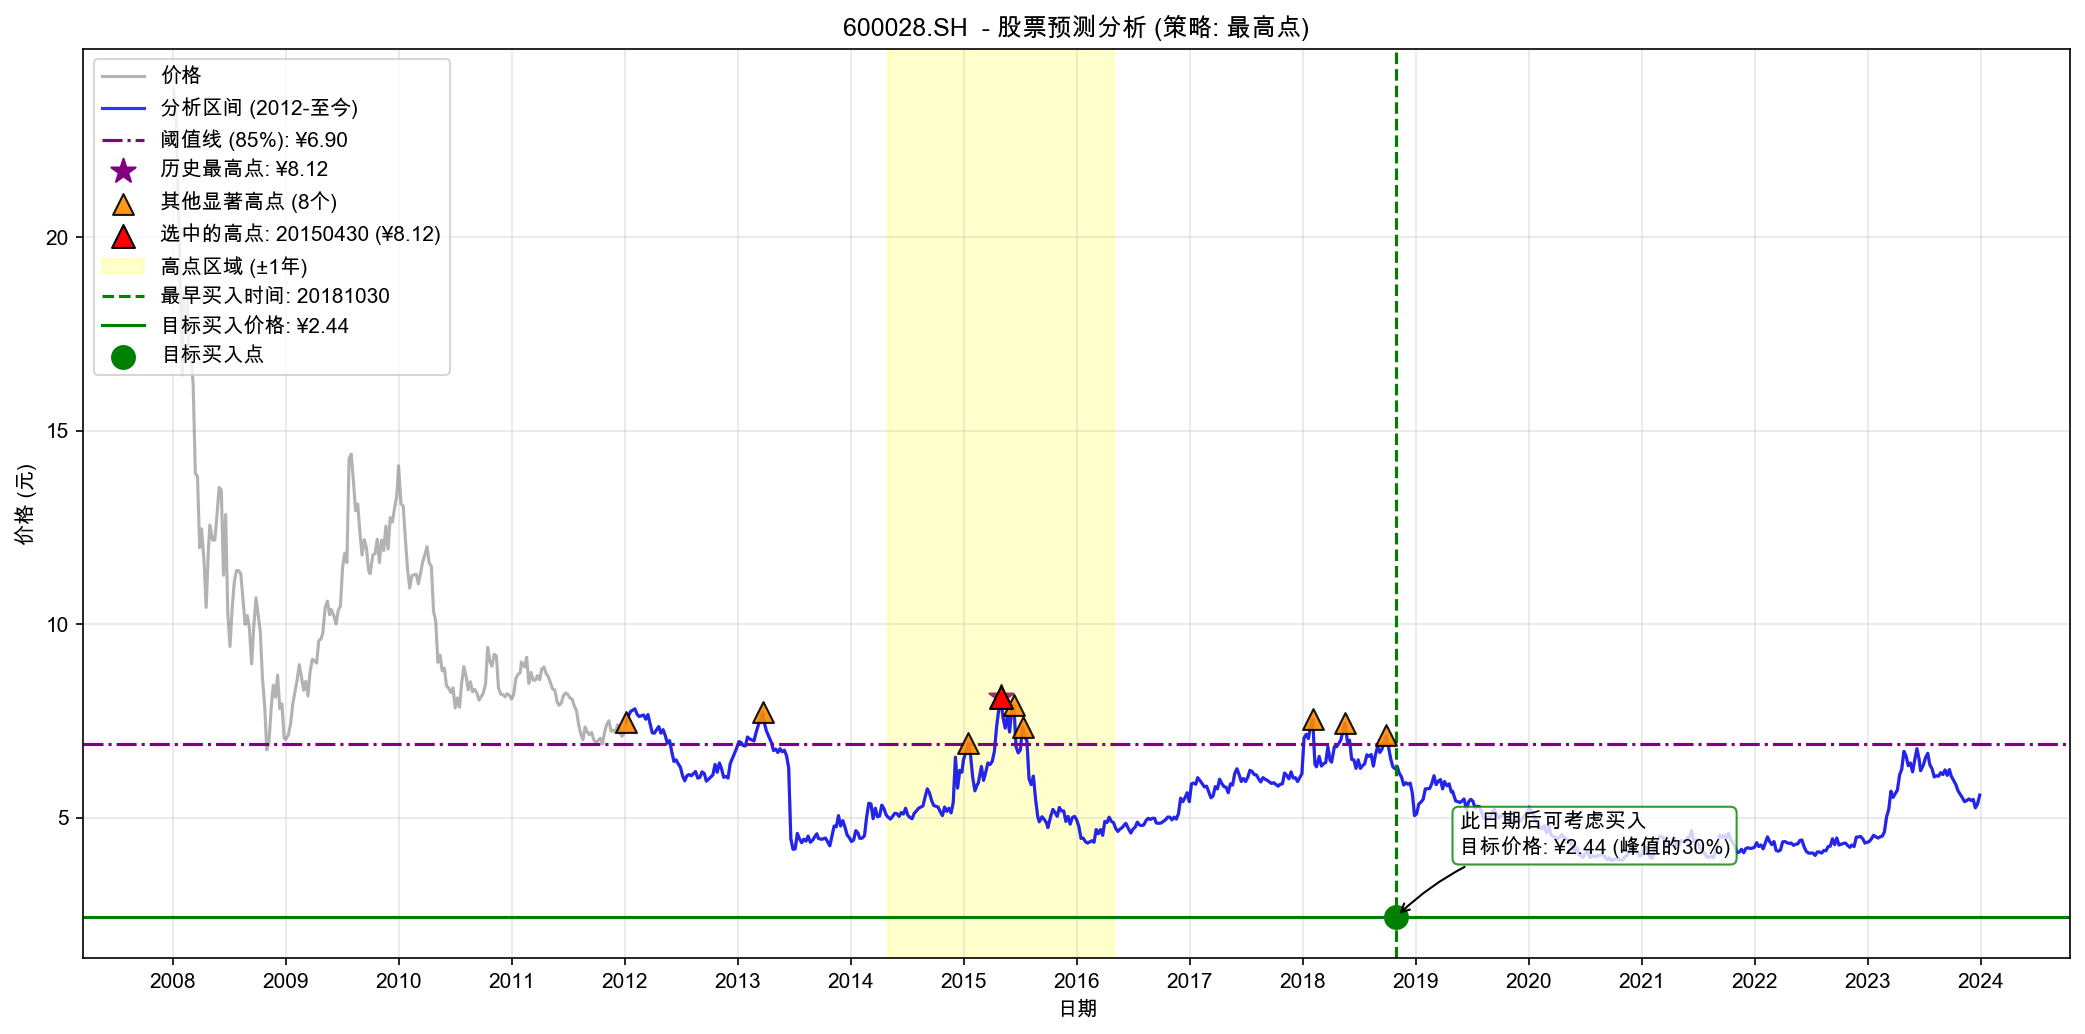 600028.SH - 股票预测分析 (策略: 最高点)
价格
分析区间 (2012-至今)
阈值线 (85%): ¥6.90
历史最高点: ¥8.12
其他显著高点 (8个)
选中的高点: 20150430 (¥8.12)
高点区域 (±1年)
最早买入时间: 20181030
目标买入价格: ¥2.44
目标买入点
20
15
10
5
价格 (元)
此日期后可考虑买入
目标价格: ¥2.44 (峰值的30%)
2008 2009 2010 2011 2012 2013 2014 2015 2016 2017 2018 2019 2020 2021 2022 2023 2024
日期